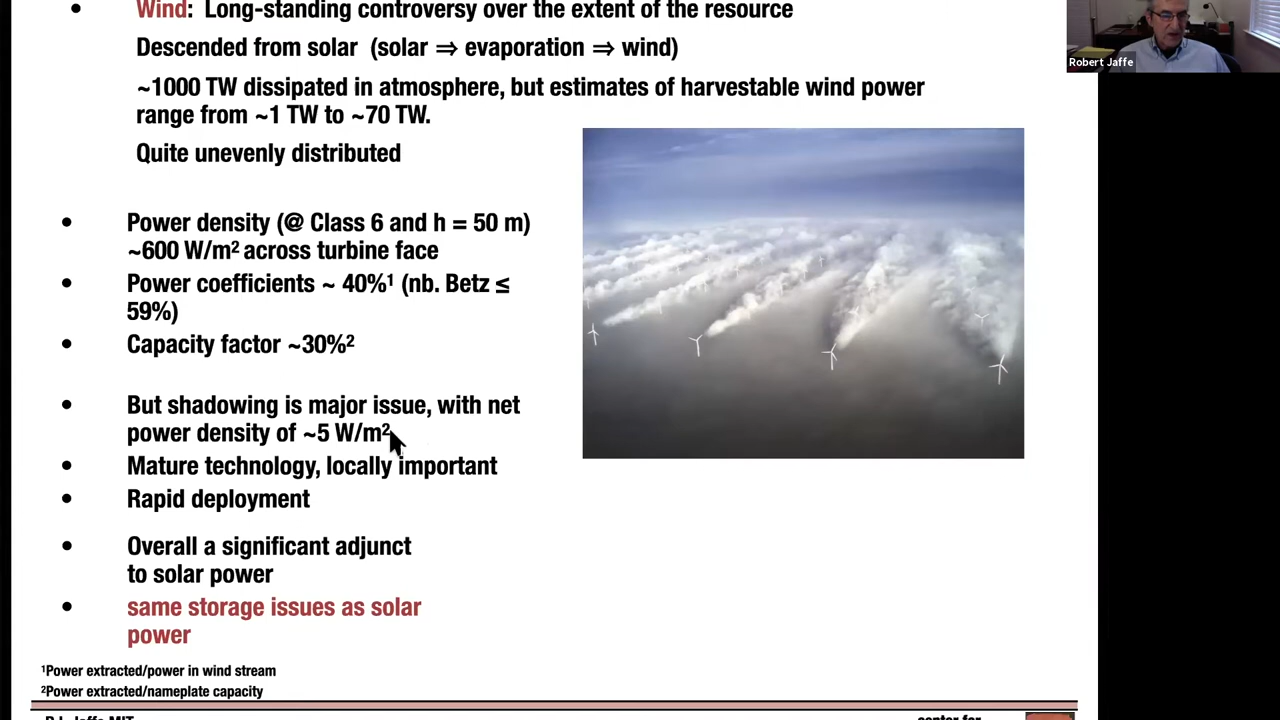 • Wind: Long-standing controversy over the extent of the resource
Descended from solar (solar ⇒ evaporation ⇒ wind)
~1000 TW dissipated in atmosphere, but estimates of harvestable wind power
range from ~1 TW to ~70 TW.
Quite unevenly distributed
• Power density (@ Class 6 and h = 50 m)
~600 W/m² across turbine face
• Power coefficients ~ 40%¹ (nb. Betz ≤
59%)
• Capacity factor ~30%²
• But shadowing is major issue, with net
power density of ~5 W/m²
• Mature technology, locally important
• Rapid deployment
• Overall a significant adjunct
to solar power
• same storage issues as solar
power
¹Power extracted/power in wind stream
²Power extracted/nameplate capacity
R L Jaffe MIT
center for
Robert Jaffe